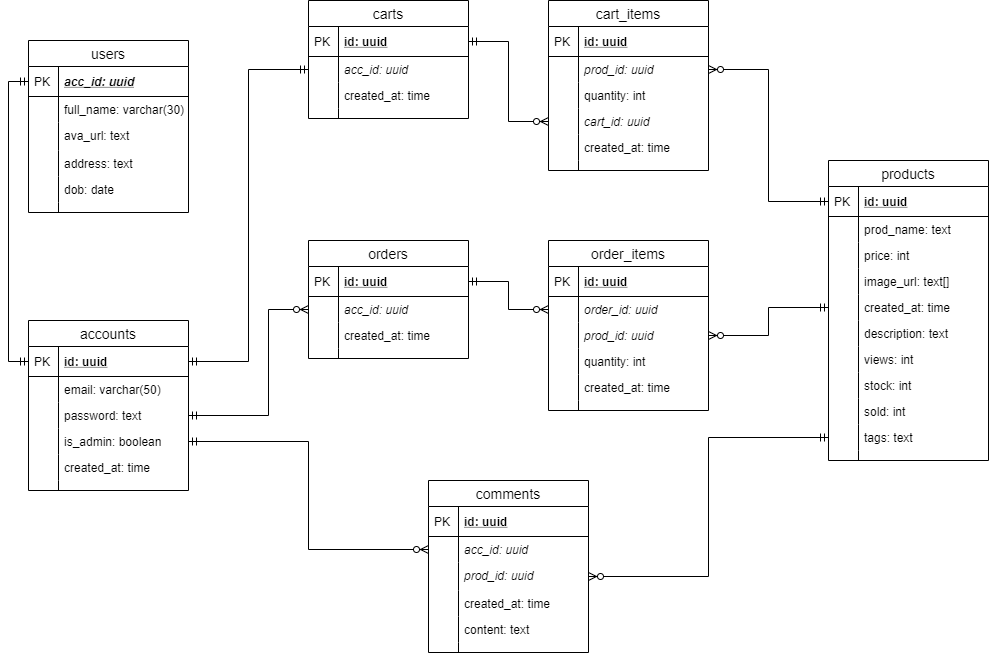 users
PK acc_id: uuid
full_name: varchar(30)
ava_url: text
address: text
dob: date
carts
PK id: uuid
acc_id: uuid
created_at: time
cart_items
PK id: uuid
prod_id: uuid
quantity: int
cart_id: uuid
created_at: time
products
PK id: uuid
prod_name: text
price: int
image_url: text[]
created_at: time
description: text
views: int
stock: int
sold: int
tags: text
orders
PK id: uuid
acc_id: uuid
created_at: time
order_items
PK id: uuid
order_id: uuid
prod_id: uuid
quantity: int
created_at: time
accounts
PK id: uuid
email: varchar(50)
password: text
is_admin: boolean
created_at: time
comments
PK id: uuid
acc_id: uuid
prod_id: uuid
created_at: time
content: text